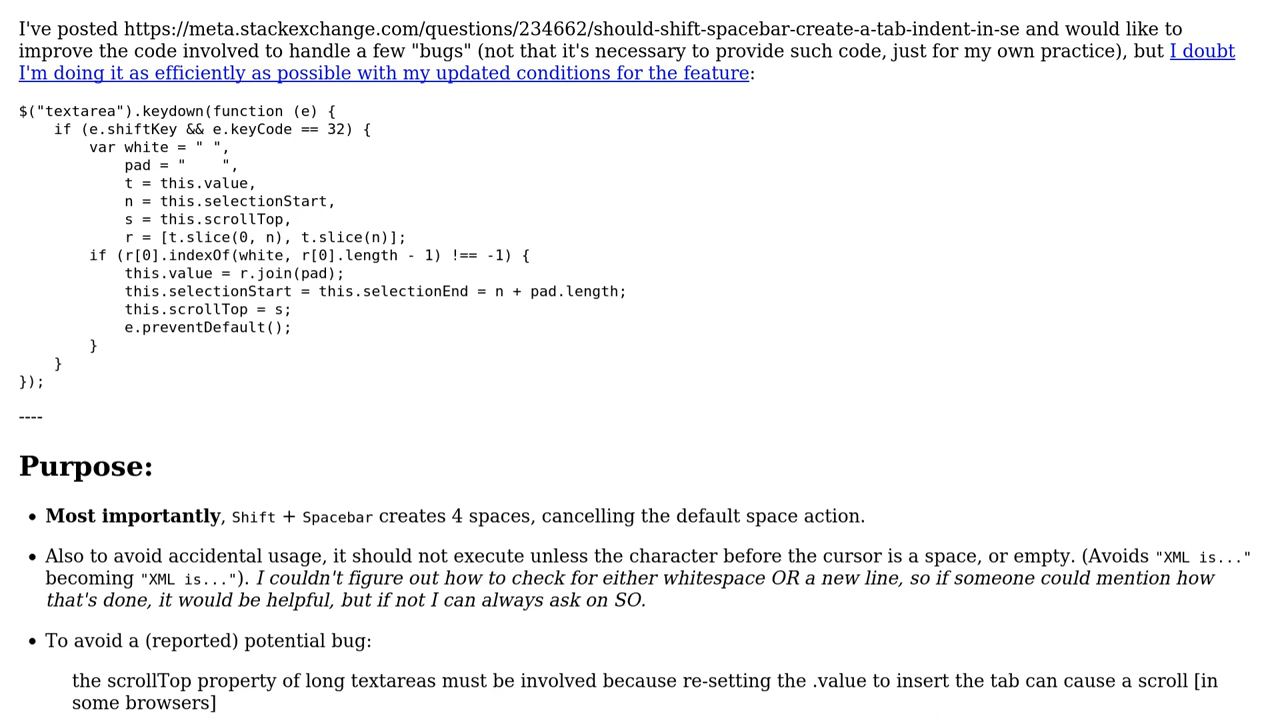 I've posted https://meta.stackexchange.com/questions/234662/should-shift-spacebar-create-a-tab-indent-in-se and would like to
improve the code involved to handle a few "bugs" (not that it's necessary to provide such code, just for my own practice), but I doubt
I'm doing it as efficiently as possible with my updated conditions for the feature:
$("textarea").keydown(function (e) {
    if (e.shiftKey && e.keyCode == 32) {
        var white = " ",
            pad = "    ",
            t = this.value,
            n = this.selectionStart,
            s = this.scrollTop,
            r = [t.slice(0, n), t.slice(n)];
        if (r[0].indexOf(white, r[0].length - 1) !== -1) {
            this.value = r.join(pad);
            this.selectionStart = this.selectionEnd = n + pad.length;
            this.scrollTop = s;
            e.preventDefault();
        }
    }
});
----
Purpose:
• Most importantly, Shift + Spacebar creates 4 spaces, cancelling the default space action.
• Also to avoid accidental usage, it should not execute unless the character before the cursor is a space, or empty. (Avoids "XML is..."
becoming "XML is..."). I couldn't figure out how to check for either whitespace OR a new line, so if someone could mention how
that's done, it would be helpful, but if not I can always ask on SO.
• To avoid a (reported) potential bug:
the scrollTop property of long textareas must be involved because re-setting the .value to insert the tab can cause a scroll [in
some browsers]